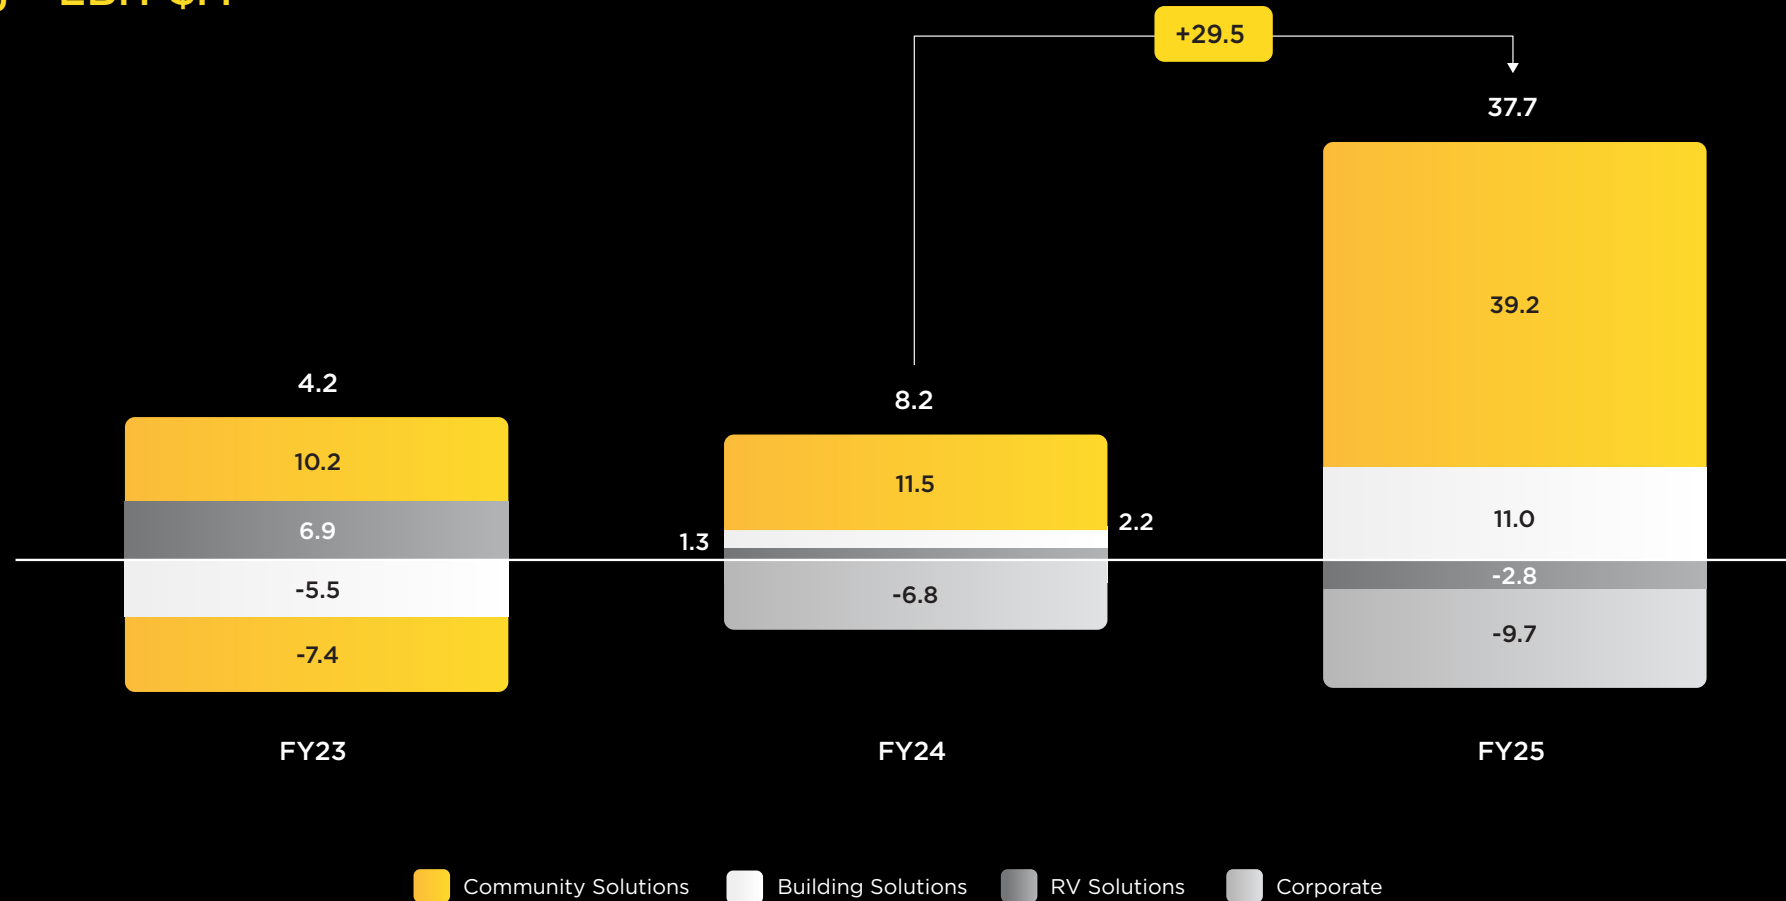 +29.5
37.7
39.2
4.2
8.2
10.2
11.5
6.9
1.3
2.2
11.0
-5.5
-6.8
-2.8
-7.4
-9.7
FY23
FY24
FY25
Community Solutions
Building Solutions
RV Solutions
Corporate